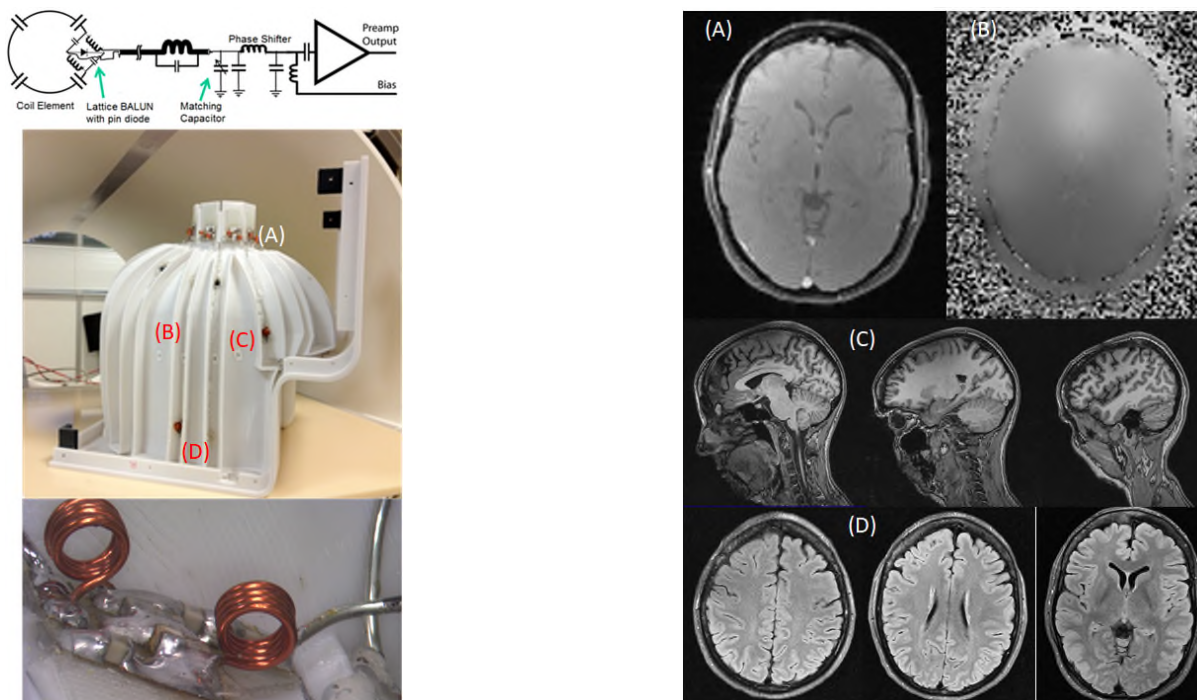 Preamp
Output
Phase Shifter
Bias
Coil Element
Lattice BALUN
with pin diode
Matching
Capacitor
(A)
(B)
(C)
(D)
(A)
(B)
(C)
(D)